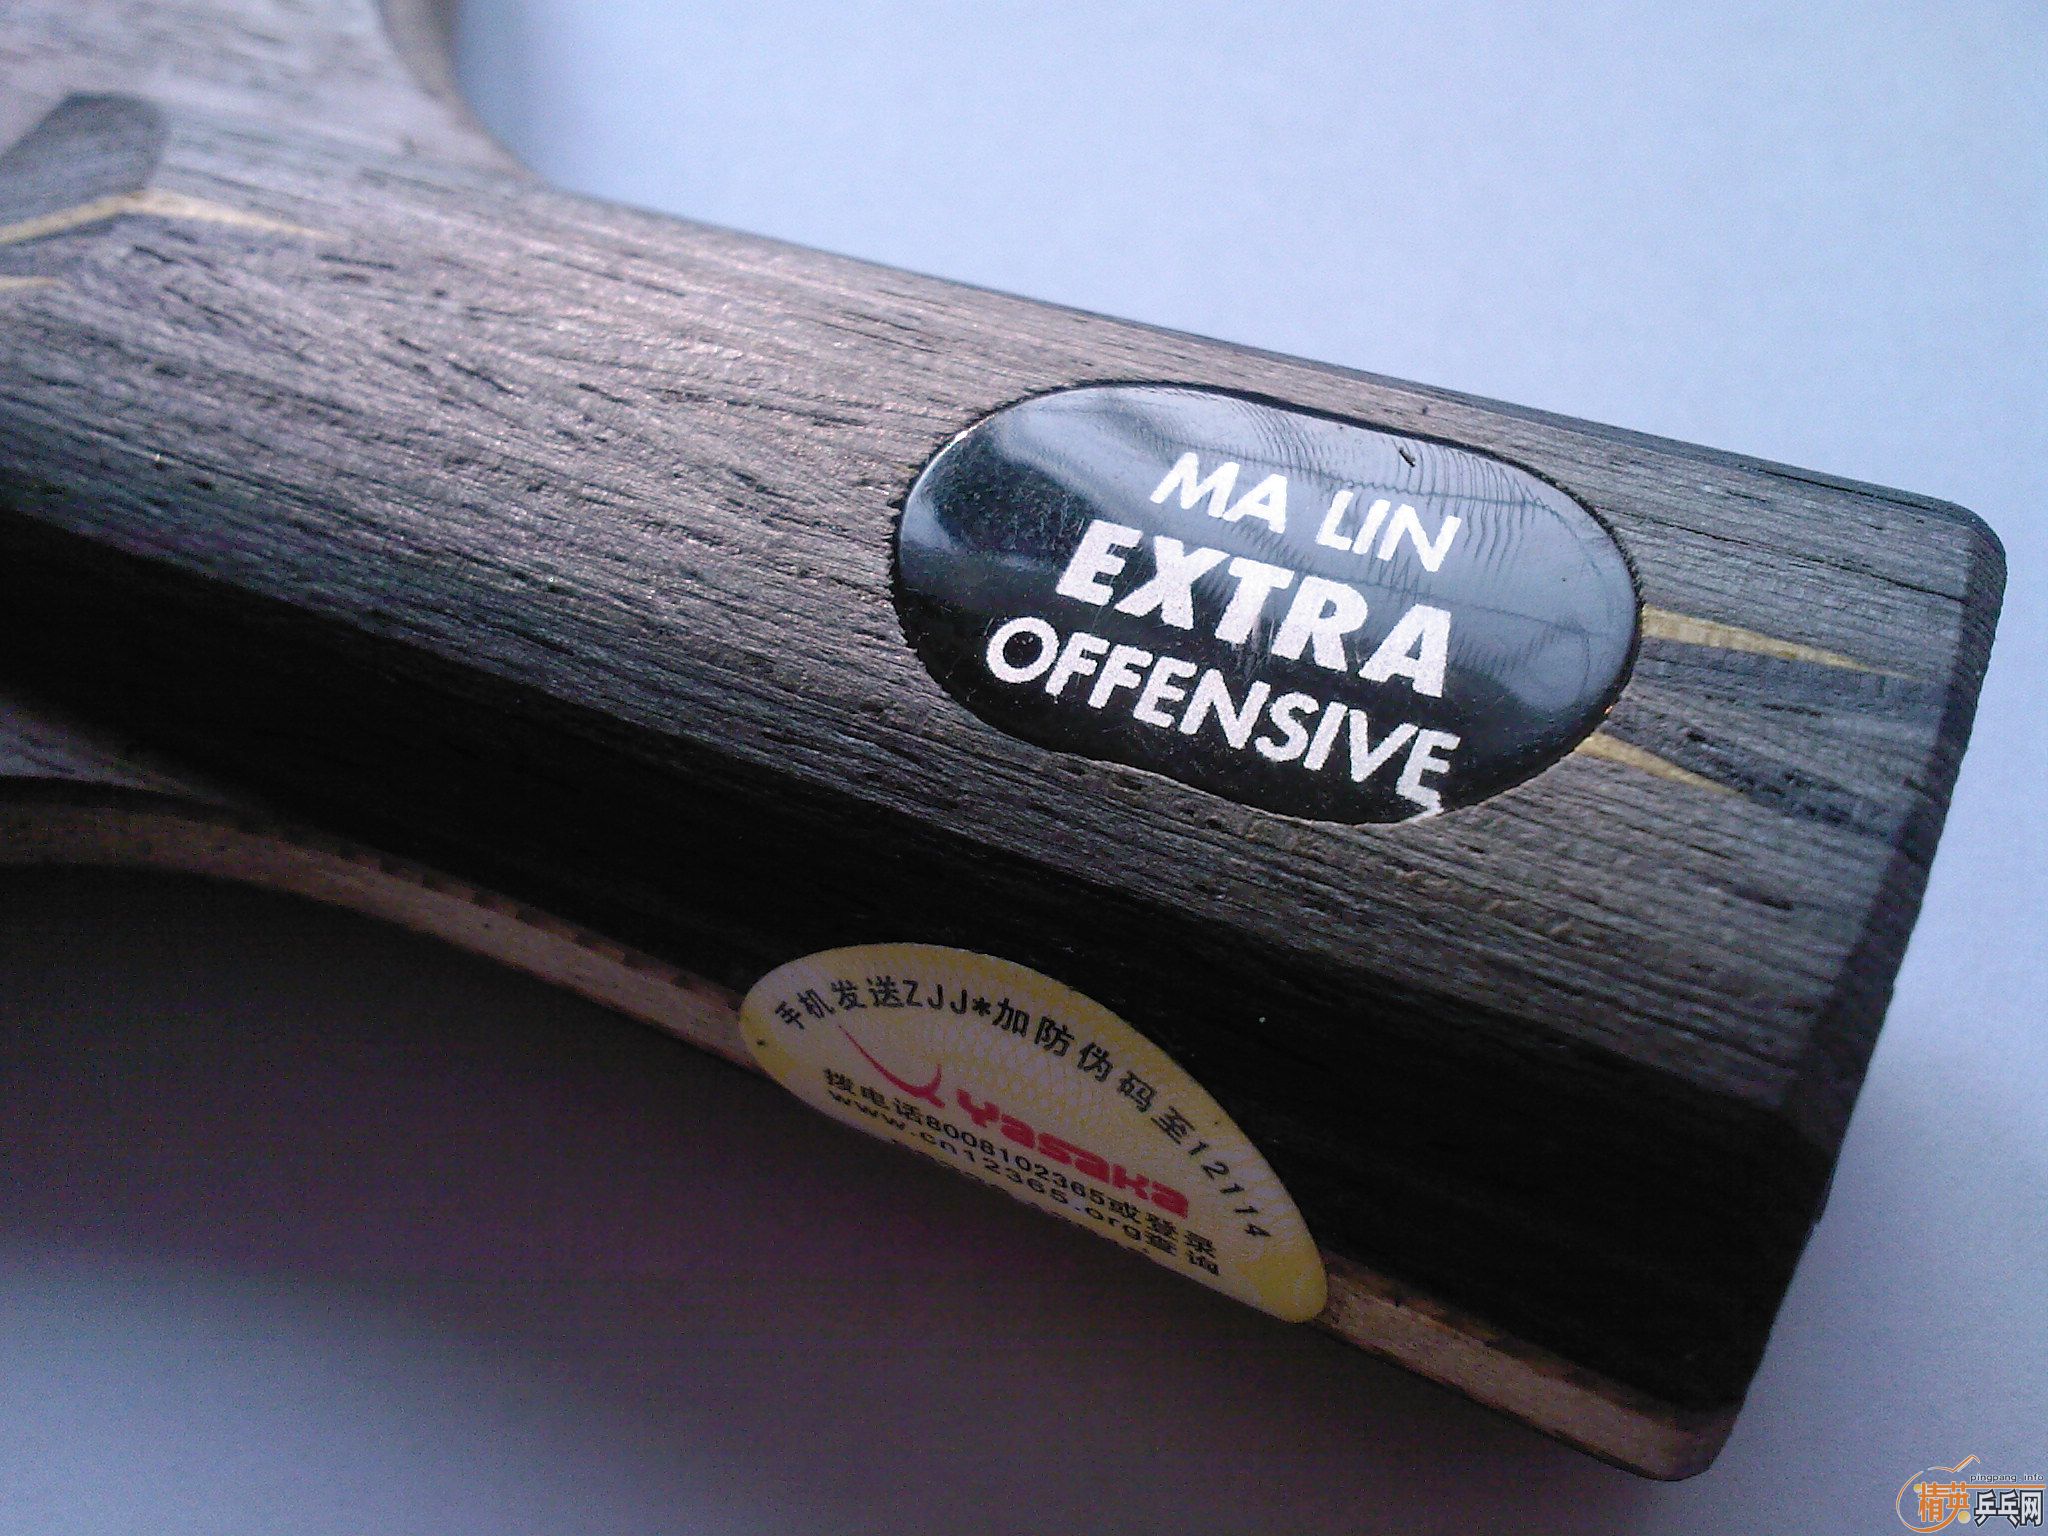 MA LIN
EXTRA
OFFENSIVE
手机发送ZJJ*加防伪码至12114
Yasaka
拨电话8008102365或登录
www.cn12365.org查询
pingpang.info
精英乒乓网